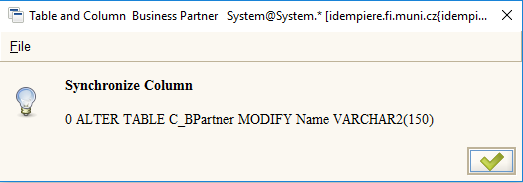 Table and Column  Business Partner   System@System.* [idempiere.fi.muni.cz{idempi...
File
Synchronize Column
0 ALTER TABLE C_BPartner MODIFY Name VARCHAR2(150)